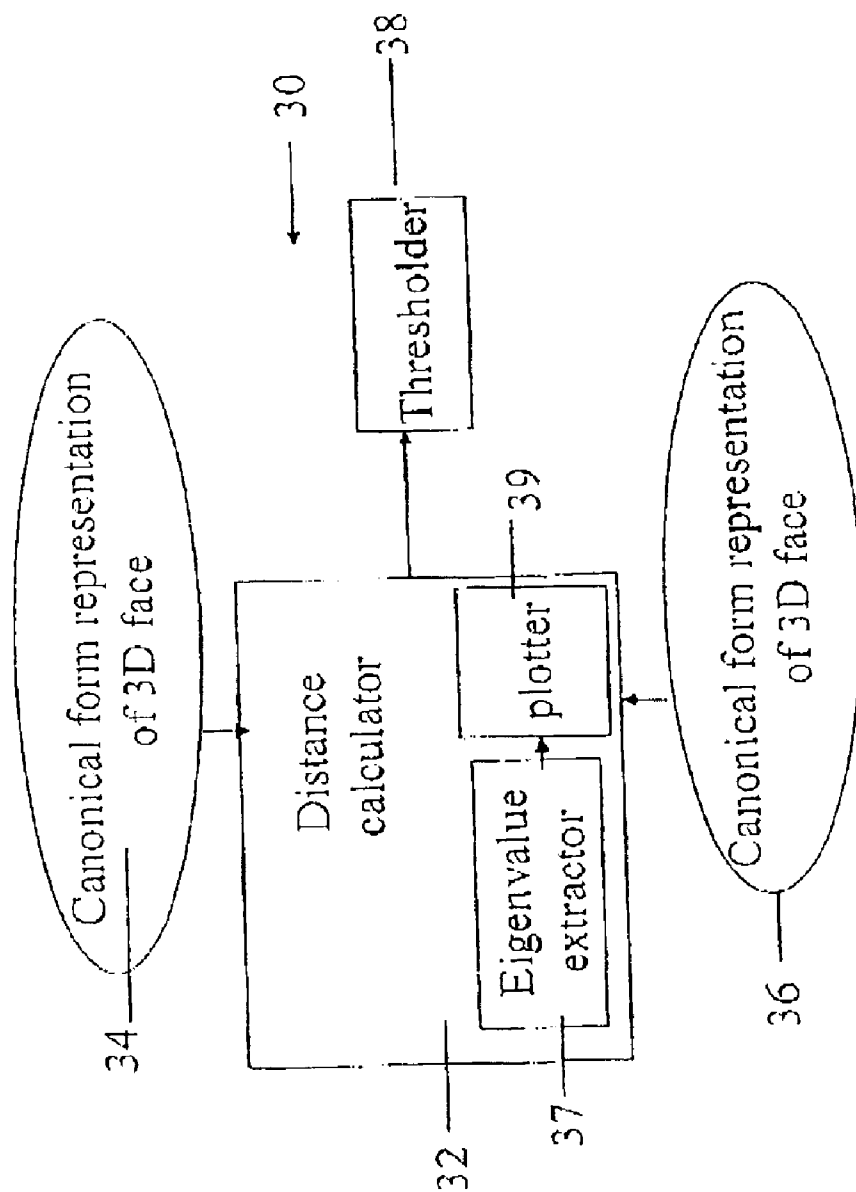 34
Canonical form representation
of 3D face
30
38
32
Distance
calculator
Thresholder
37
Eigenvalue
extractor
plotter
39
36
Canonical form representation
of 3D face